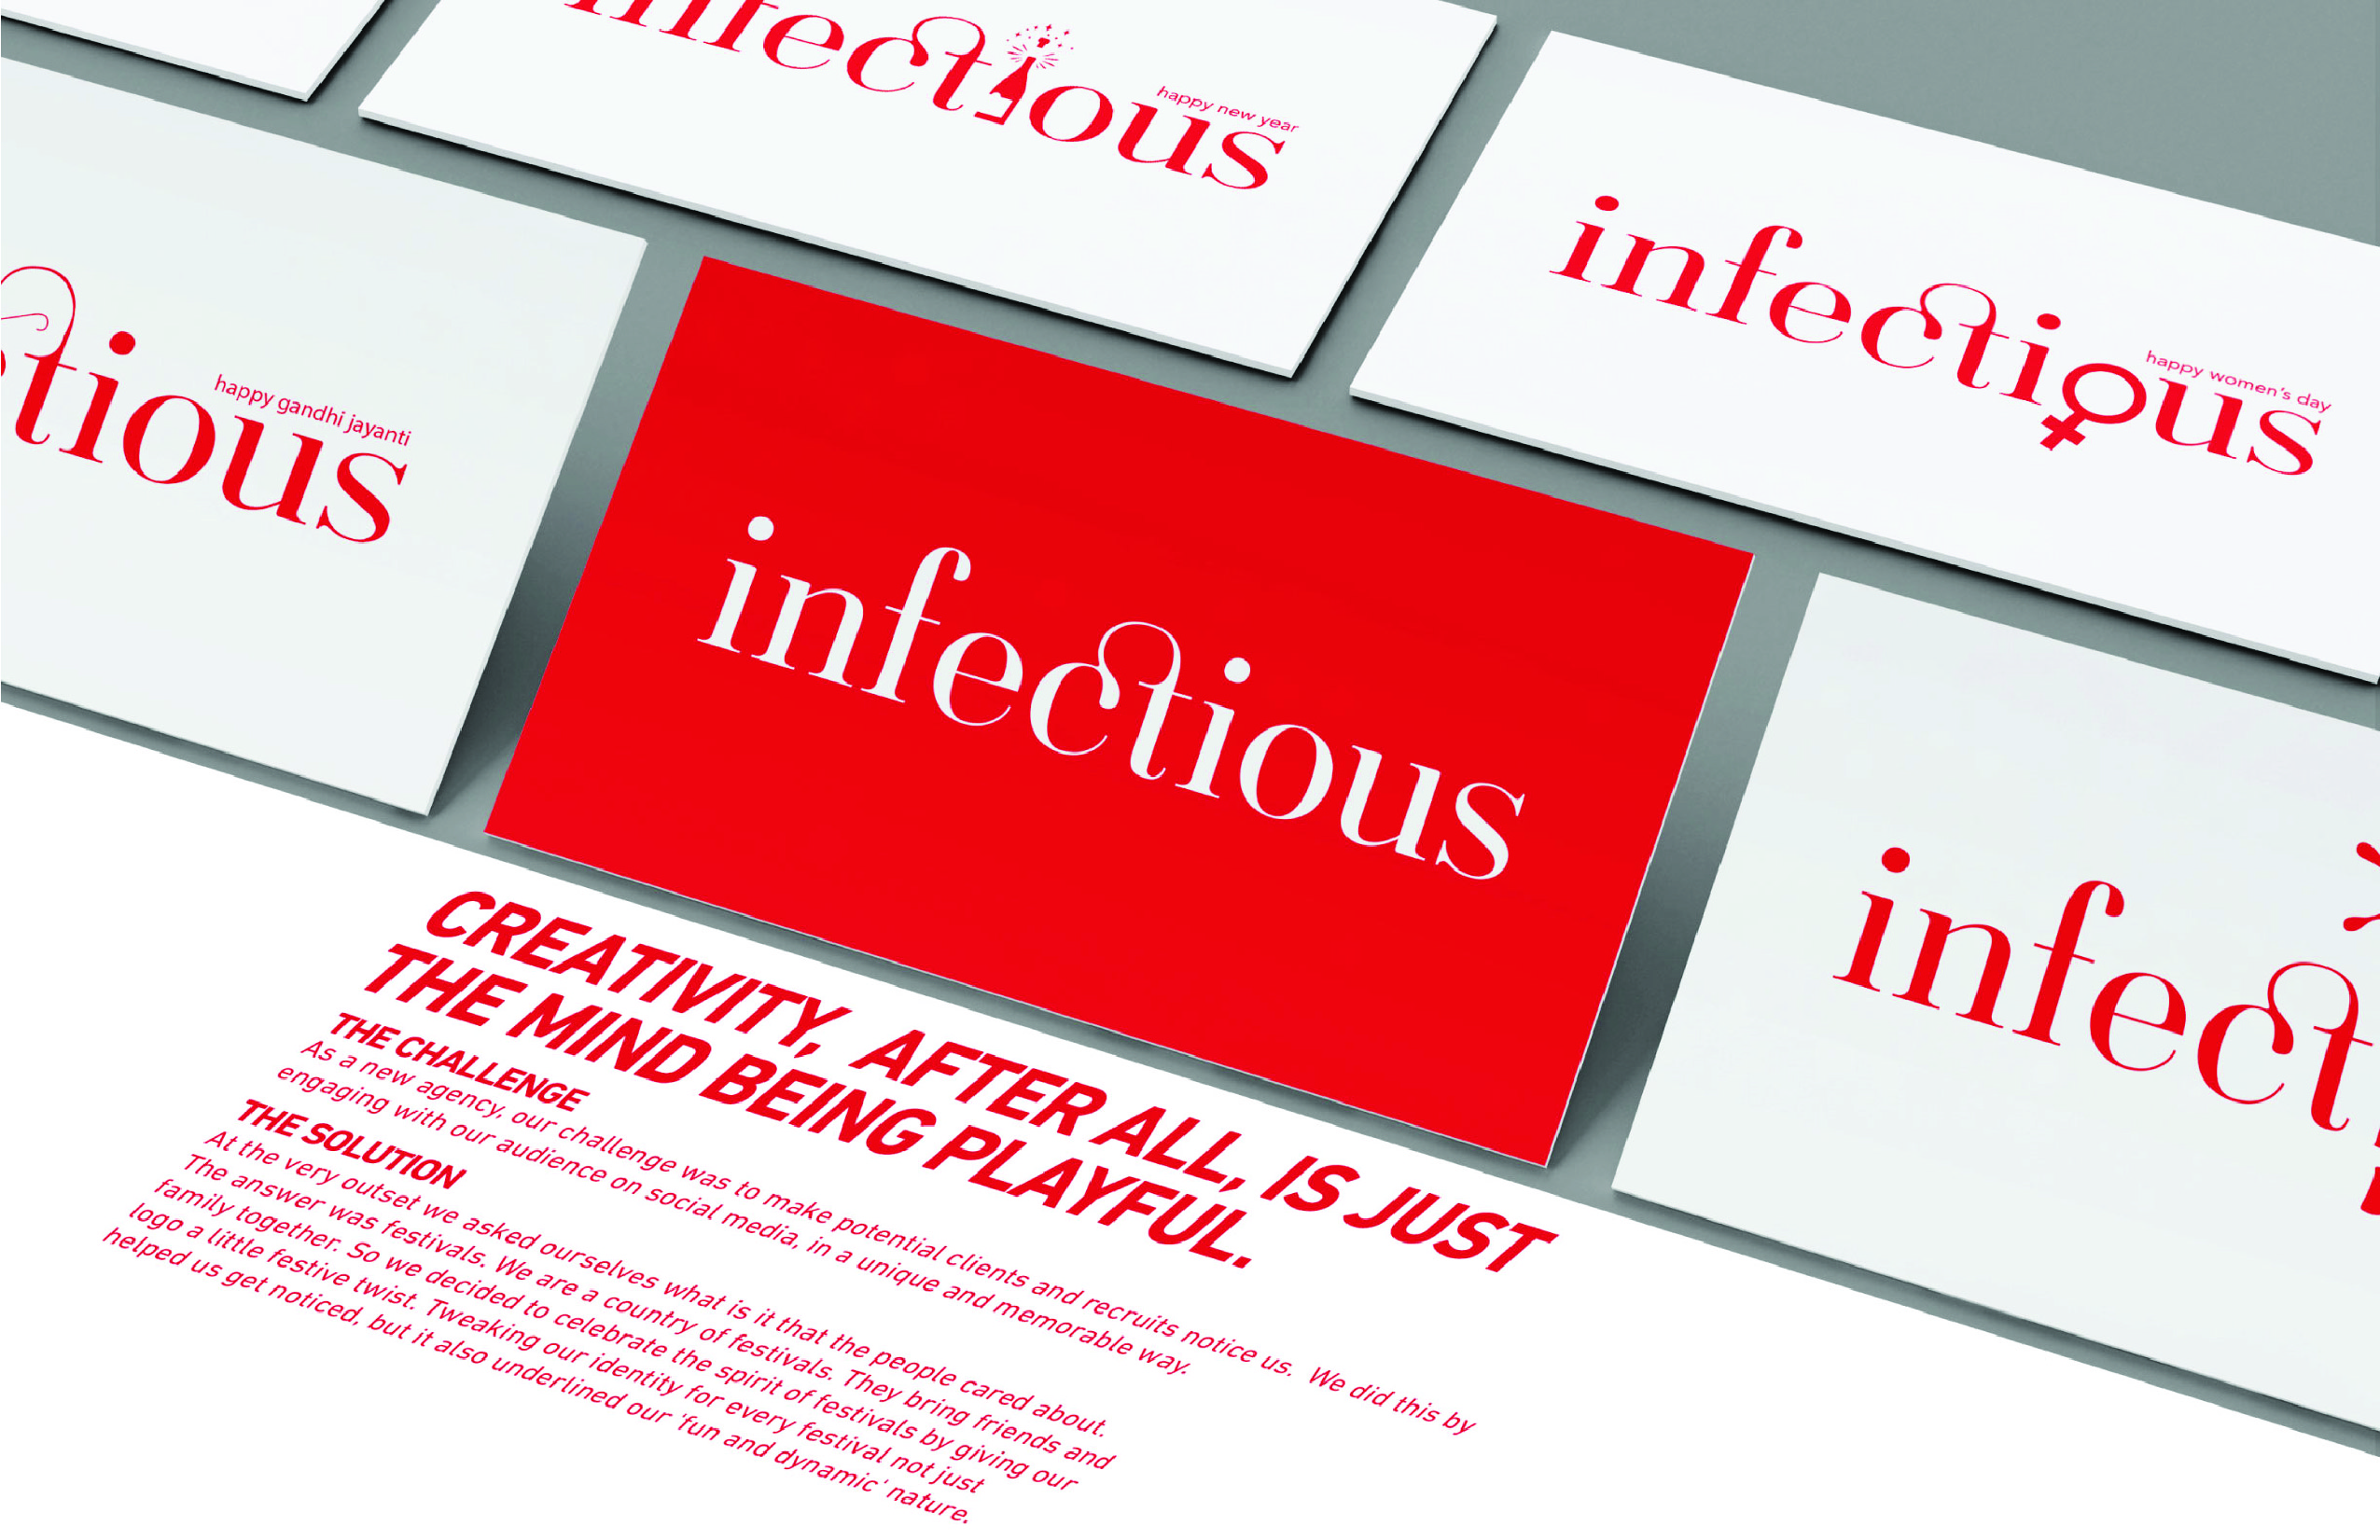 infectious
happy new year
infectious
happy women's day
tious
happy gandhi jayanti
infectious
infect
CREATIVITY, AFTER ALL, IS JUST
THE MIND BEING PLAYFUL.
THE CHALLENGE
As a new agency, our challenge was to make potential clients and recruits notice us. We did this by
engaging with our audience on social media, in a unique and memorable way.
THE SOLUTION
At the very outset we asked ourselves what is it that the people cared about.
The answer was festivals. We are a country of festivals. They bring friends and
family together. So we decided to celebrate the spirit of festivals by giving our
logo a little festive twist. Tweaking our identity for every festival not just
helped us get noticed, but it also underlined our 'fun and dynamic' nature.